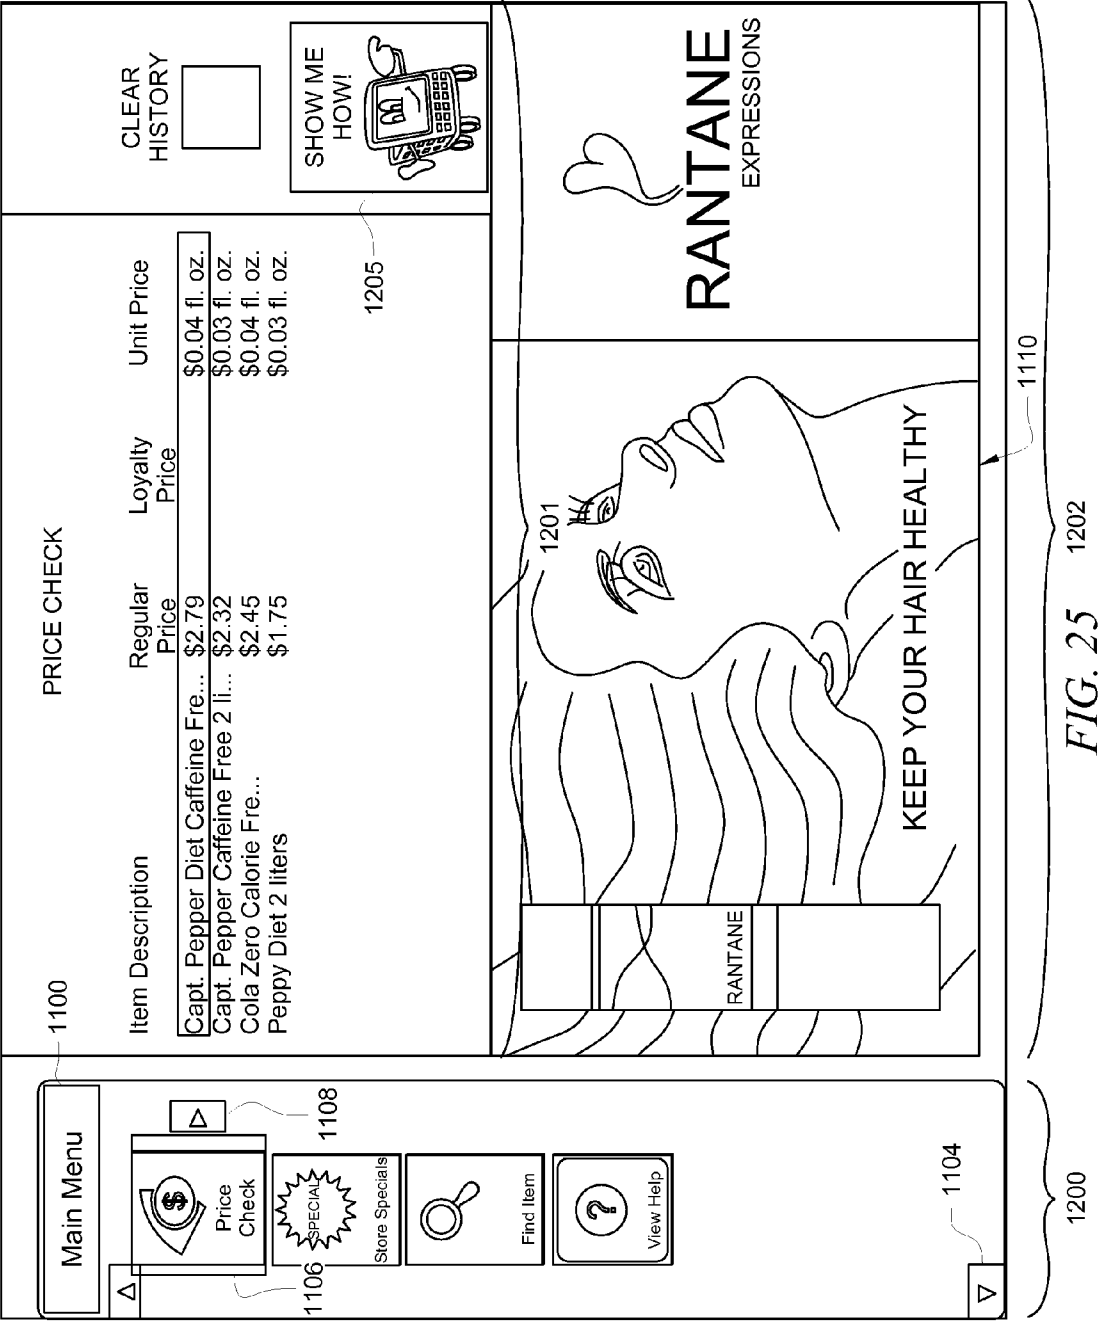 1100
Main Menu
1106
Price
Check
1108
SPECIAL
Store Specials
Find Item
?
View Help
1104
1200
PRICE CHECK
Item Description Regular Price Loyalty Price Unit Price
Capt. Pepper Diet Caffeine Fre... $2.79 $0.04 fl. oz.
Capt. Pepper Caffeine Free 2 li... $2.32 $0.03 fl. oz.
Cola Zero Calorie Fre... $2.45 $0.04 fl. oz.
Peppy Diet 2 liters $1.75 $0.03 fl. oz.
CLEAR
HISTORY
SHOW ME
HOW!
1205
1201
RANTANE
KEEP YOUR HAIR HEALTHY
RANTANE
EXPRESSIONS
1110
1202
FIG. 25